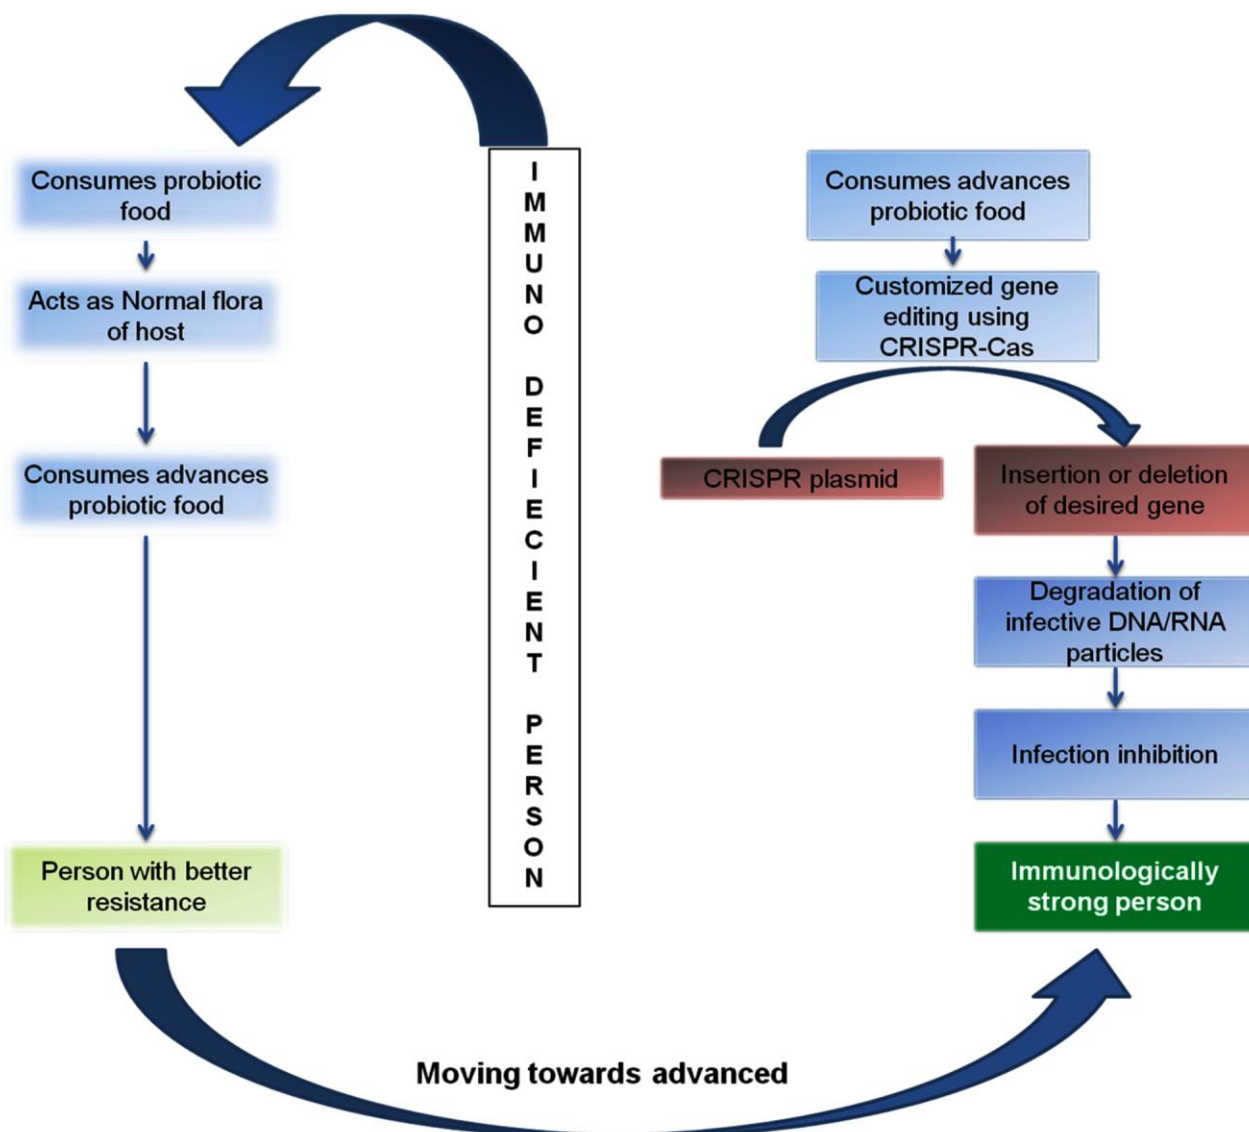 Consumes probiotic
food
Acts as Normal flora
of host
Consumes advances
probiotic food
Person with better
resistance
I
M
M
U
N
O
D
E
F
I
E
C
I
E
N
T
P
E
R
S
O
N
Consumes advances
probiotic food
Customized gene
editing using
CRISPR-Cas
CRISPR plasmid
Insertion or deletion
of desired gene
Degradation of
infective DNA/RNA
particles
Infection inhibition
Immunologically
strong person
Moving towards advanced